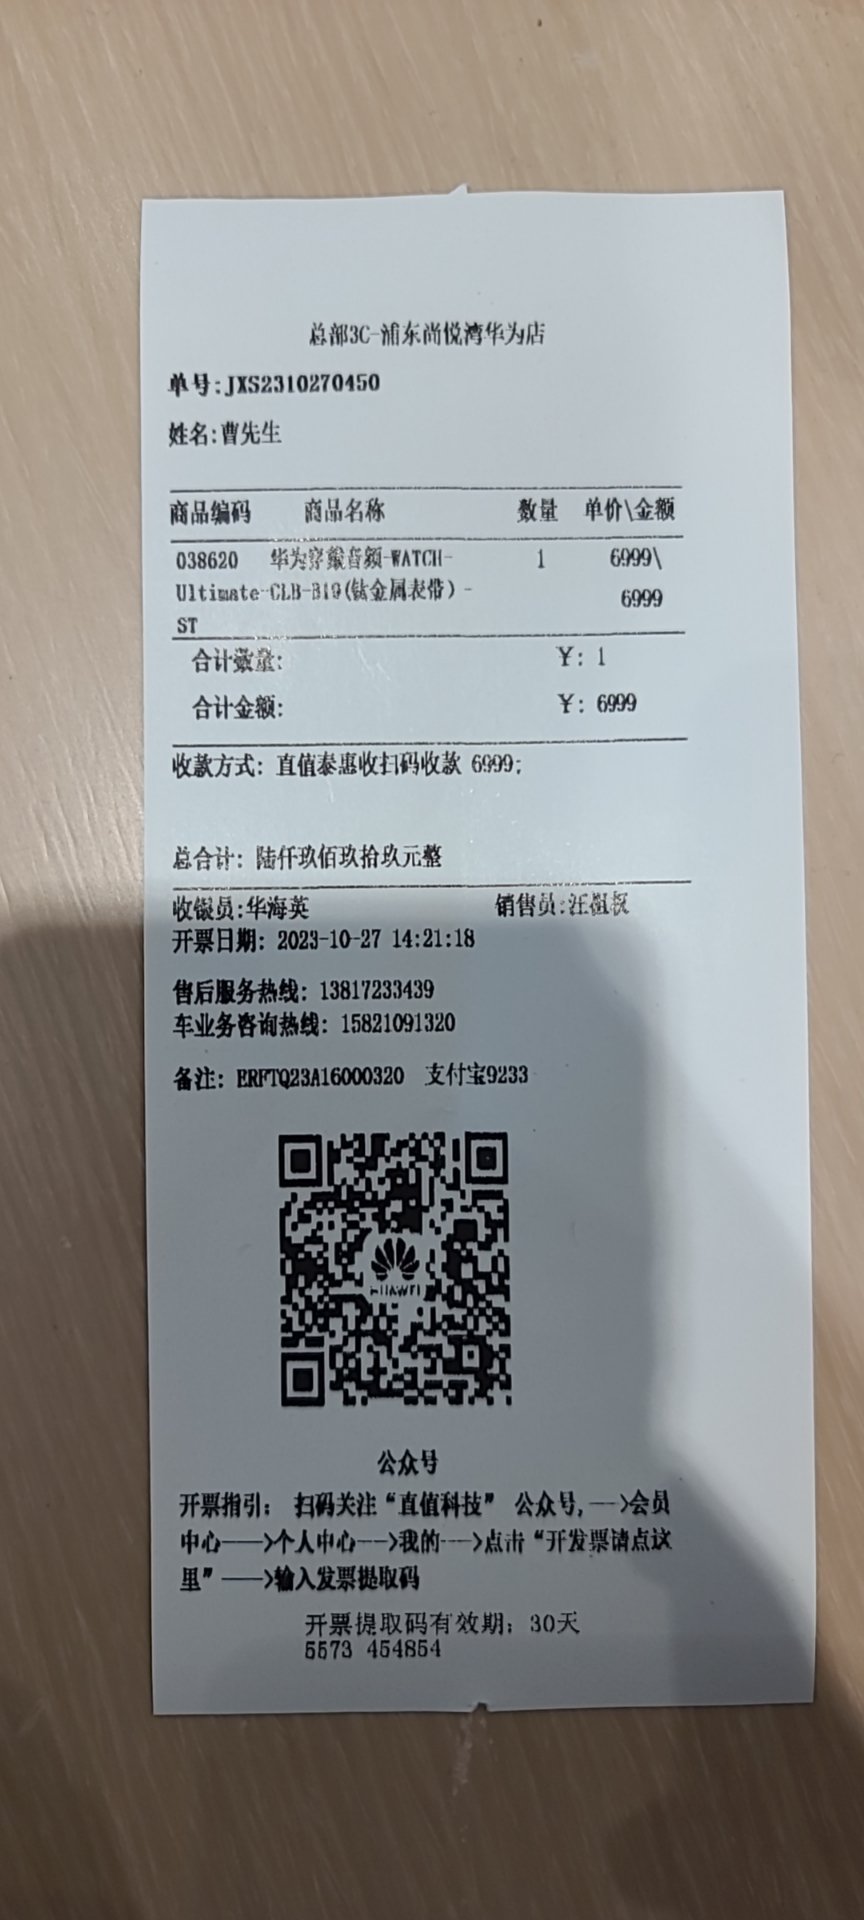 总部3C-浦东尚悦湾华为店
单号:JXS2310270450
姓名:曹先生
商品编码 商品名称 数量 单价\金额
038620 华为穿戴音频-WATCH- 1 6999\
Ultimate-CLB-B19(钛金属表带)- 6999
ST
合计数量: ¥: 1
合计金额: ¥: 6999
收款方式: 直值泰惠收扫码收款 6999;
总合计: 陆仟玖佰玖拾玖元整
收银员:华海英 销售员:汪
开票日期: 2023-10-27 14:21:18
售后服务热线: 13817233439
车业务咨询热线: 15821091320
备注: ERFTQ23A16000320 支付宝9233
HUAWEI
公众号
开票指引: 扫码关注“直值科技” 公众号,—>会员
中心——>个人中心—->我的--->点击“开发票请点这
里”——>输入发票提取码
开票提取码有效期: 30天
5573 454854